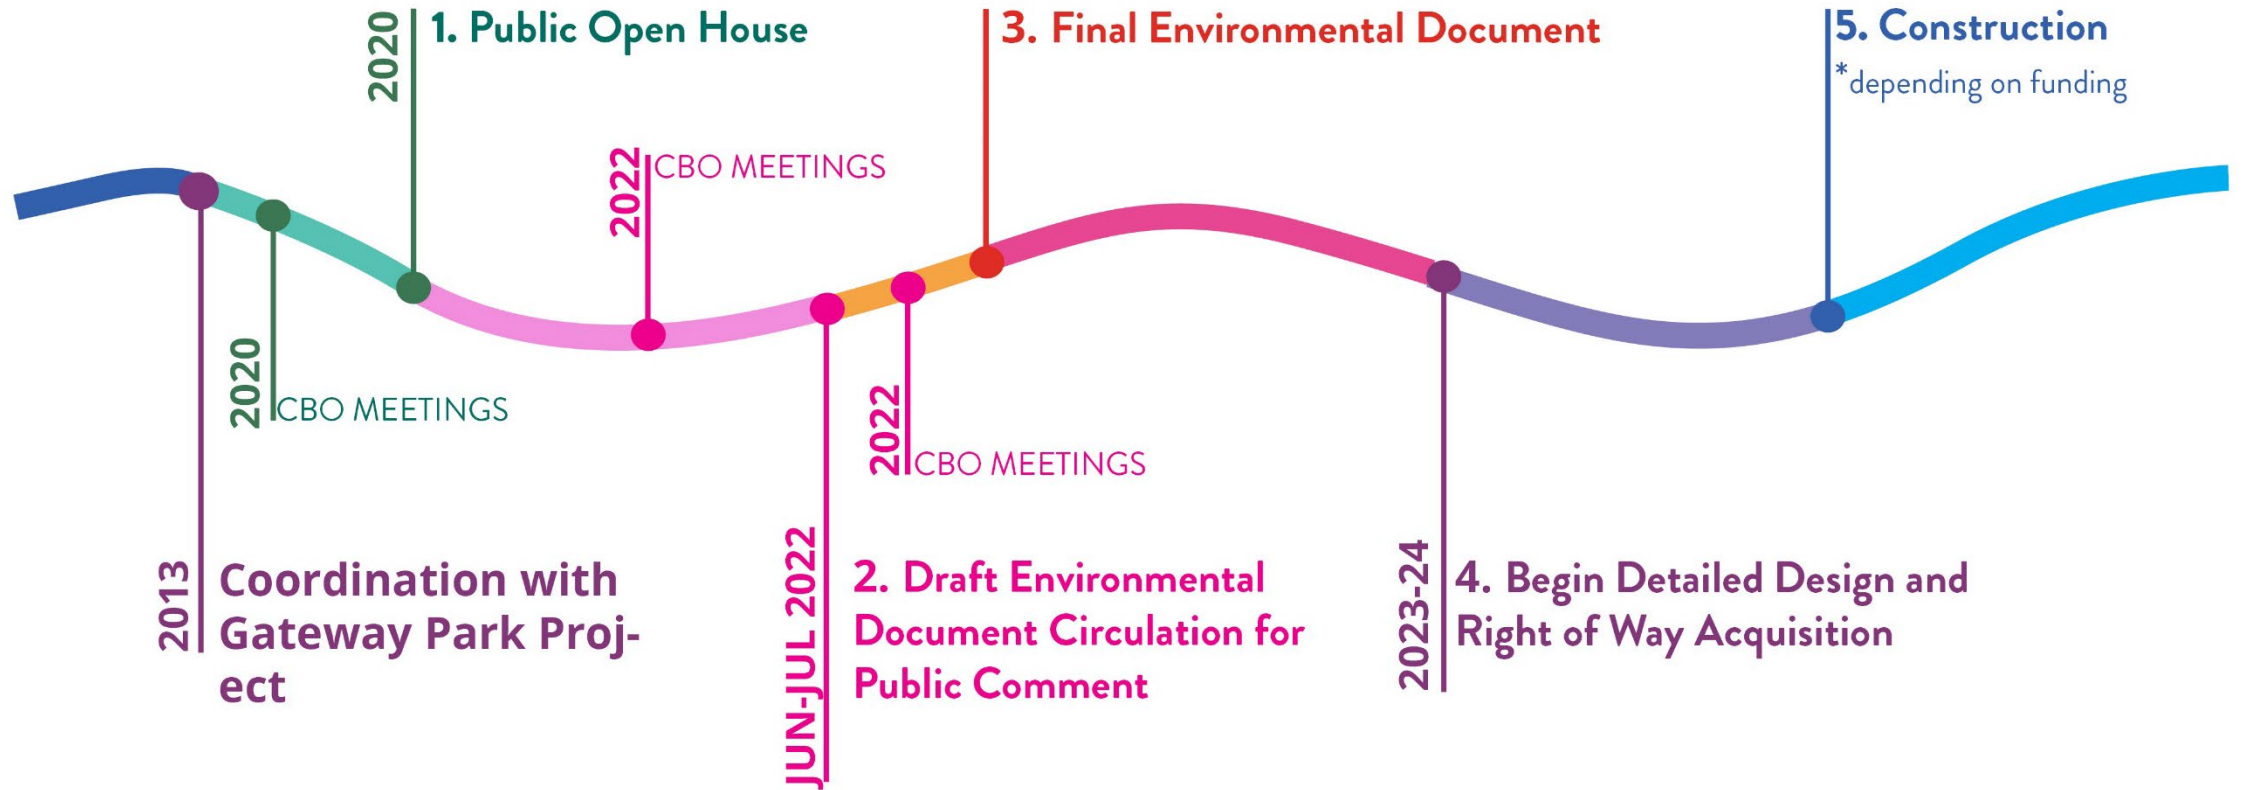 2020
1. Public Open House
3. Final Environmental Document
5. Construction
*depending on funding
2022
CBO MEETINGS
2020
CBO MEETINGS
2022
CBO MEETINGS
2013
Coordination with
Gateway Park Proj-
ect
JUN-JUL 2022
2. Draft Environmental
Document Circulation for
Public Comment
2023-24
4. Begin Detailed Design and
Right of Way Acquisition